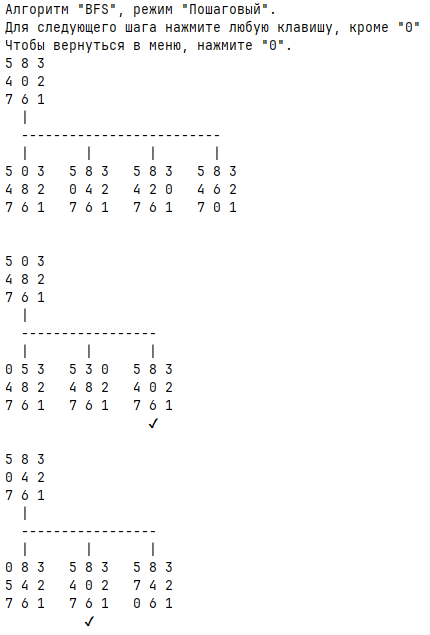 Алгоритм "BFS", режим "Пошаговый".
Для следующего шага нажмите любую клавишу, кроме "0"
Чтобы вернуться в меню, нажмите "0".
5 8 3
4 0 2
7 6 1
|
-------------------------
| | | |
5 0 3 5 8 3 5 8 3 5 8 3
4 8 2 0 4 2 4 2 0 4 6 2
7 6 1 7 6 1 7 6 1 7 0 1
5 0 3
4 8 2
7 6 1
|
-----------------
| | |
0 5 3 5 3 0 5 8 3
4 8 2 4 8 2 4 0 2
7 6 1 7 6 1 7 6 1
✓
5 8 3
0 4 2
7 6 1
|
-----------------
| | |
0 8 3 5 8 3 5 8 3
5 4 2 4 0 2 7 4 2
7 6 1 7 6 1 0 6 1
✓